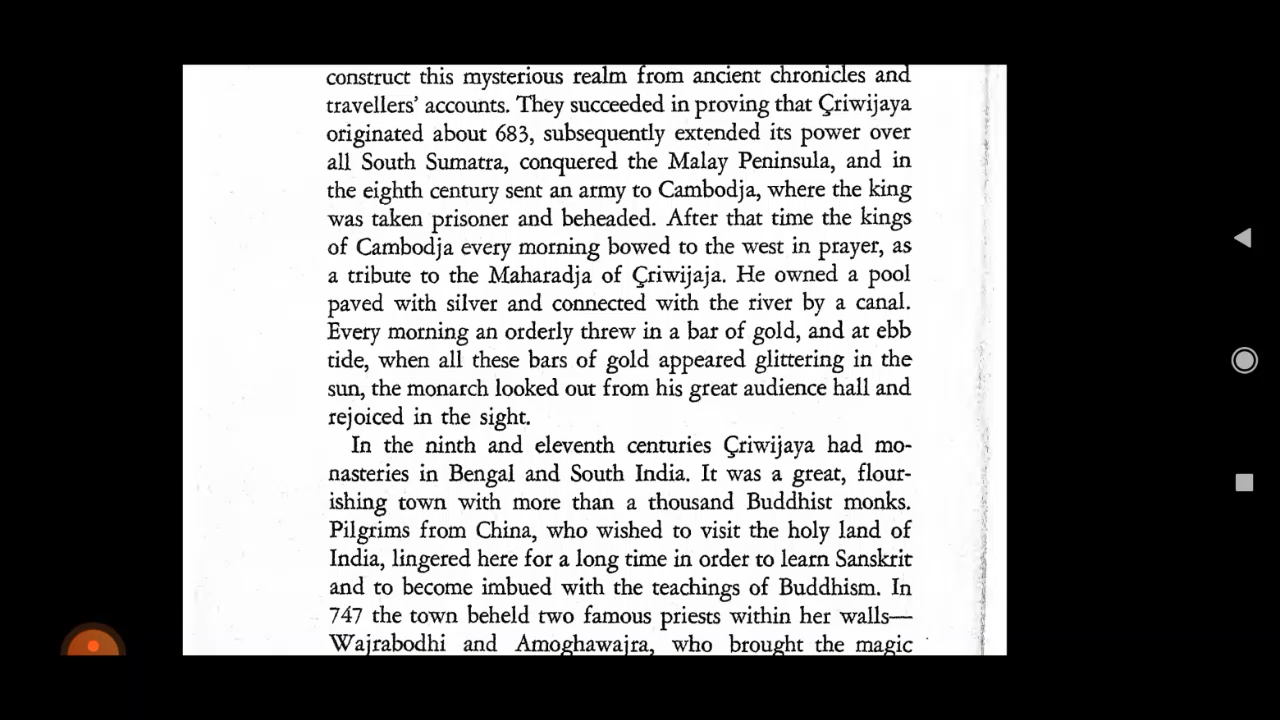 construct this mysterious realm from ancient chronicles and
travellers' accounts. They succeeded in proving that Çriwijaya
originated about 683, subsequently extended its power over
all South Sumatra, conquered the Malay Peninsula, and in
the eighth century sent an army to Cambodja, where the king
was taken prisoner and beheaded. After that time the kings
of Cambodja every morning bowed to the west in prayer, as
a tribute to the Maharadja of Çriwijaja. He owned a pool
paved with silver and connected with the river by a canal.
Every morning an orderly threw in a bar of gold, and at ebb
tide, when all these bars of gold appeared glittering in the
sun, the monarch looked out from his great audience hall and
rejoiced in the sight.
In the ninth and eleventh centuries Çriwijaya had mo-
nasteries in Bengal and South India. It was a great, flour-
ishing town with more than a thousand Buddhist monks.
Pilgrims from China, who wished to visit the holy land of
India, lingered here for a long time in order to learn Sanskrit
and to become imbued with the teachings of Buddhism. In
747 the town beheld two famous priests within her walls—
Wajrabodhi and Amoghawajra, who brought the magic